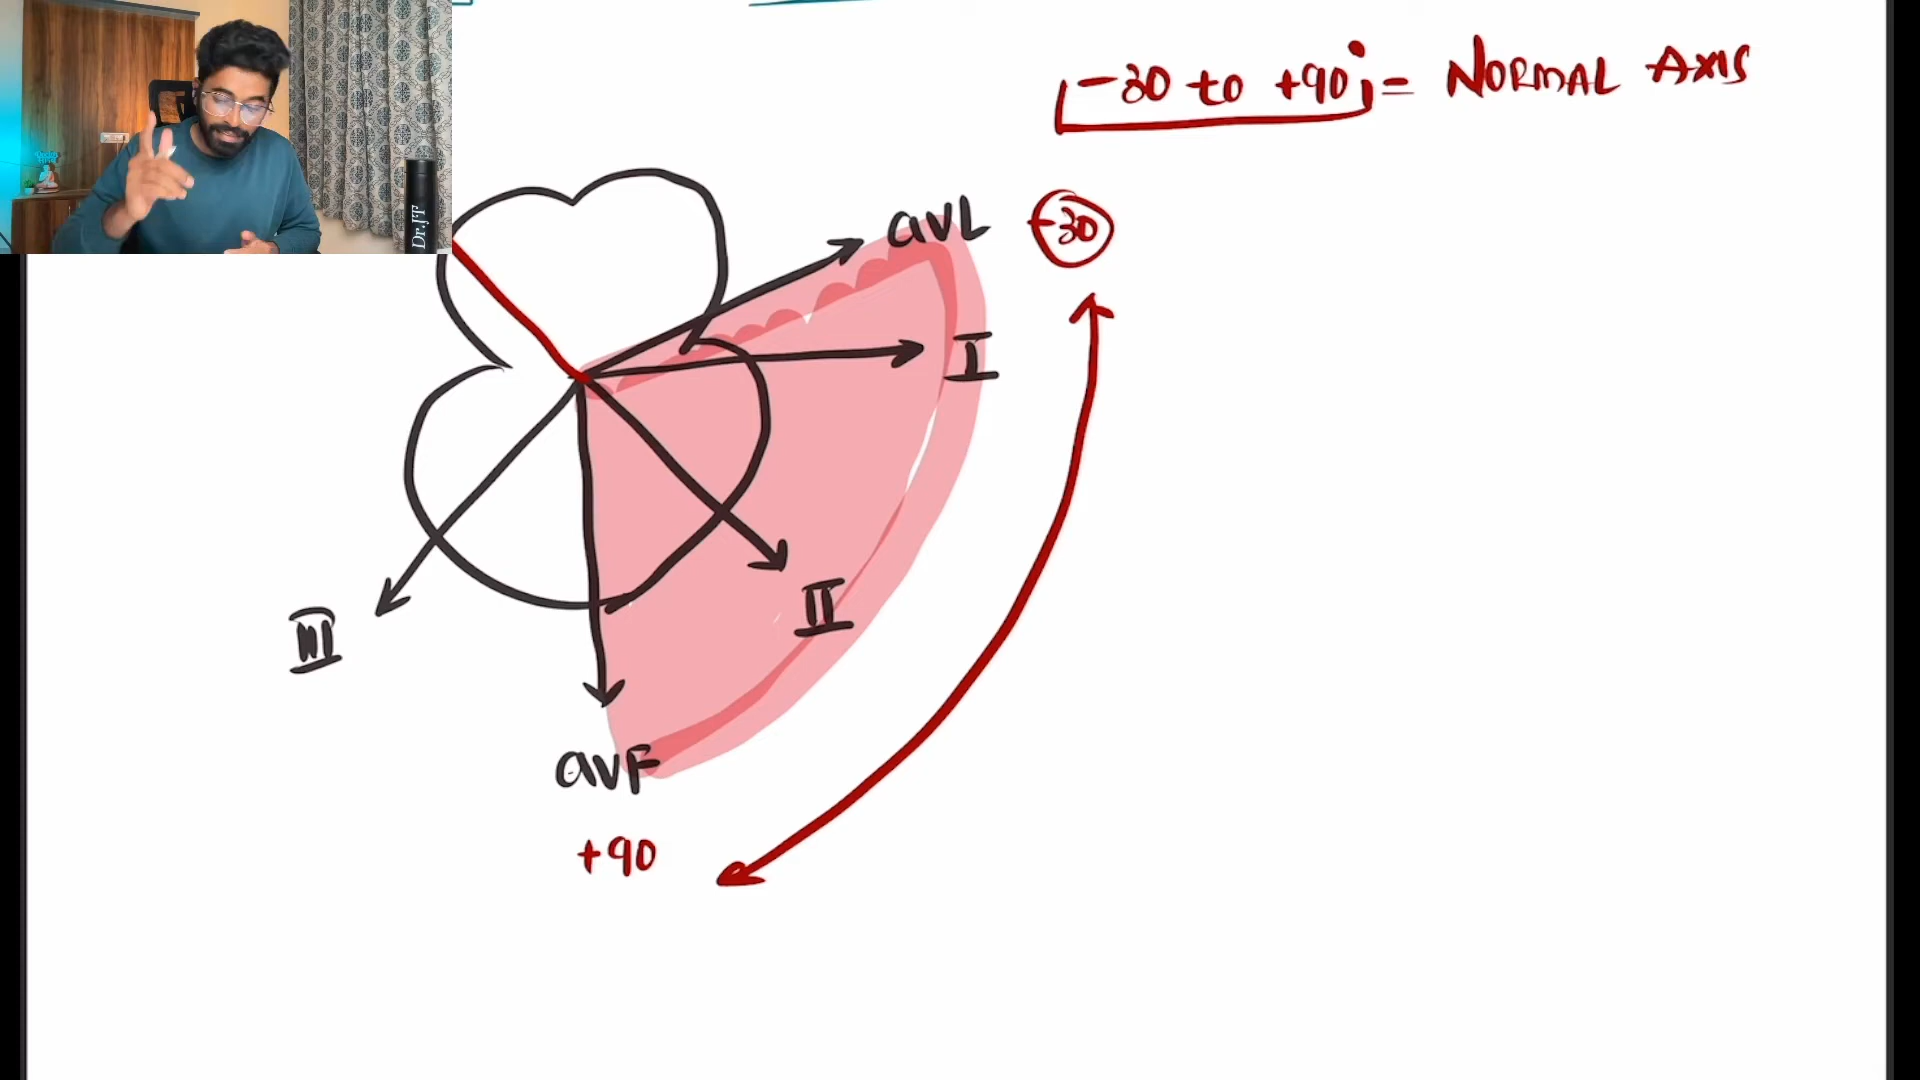 -30 to +90° = NORMAL AXIS
avL
-30
I
II
III
avF
+90
Dr.JT